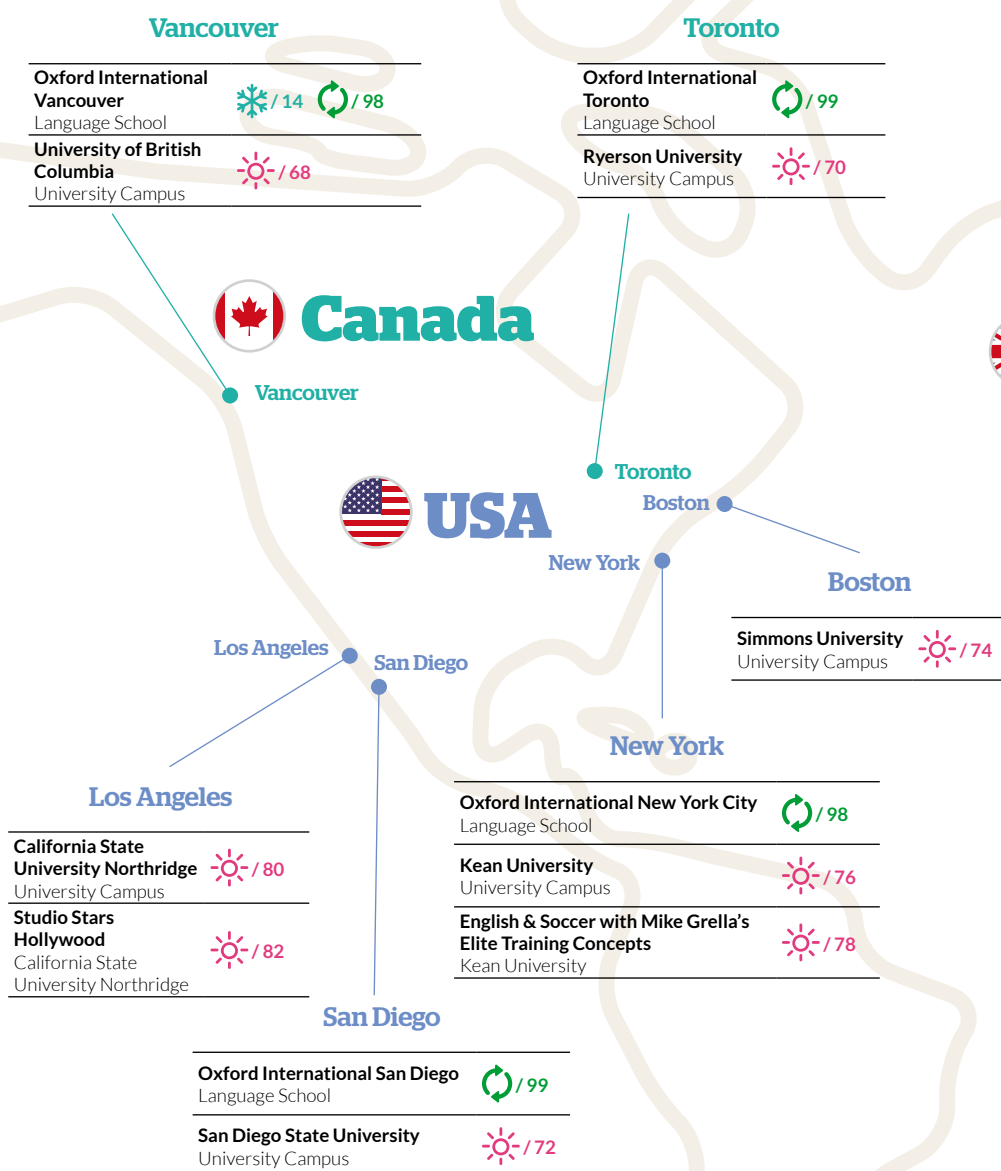 Vancouver
Oxford International
Vancouver
Language School
/ 14
/ 98
University of British
Columbia
University Campus
/ 68
Toronto
Oxford International
Toronto
Language School
/ 99
Ryerson University
University Campus
/ 70
Canada
Vancouver
Toronto
USA
Boston
New York
Los Angeles
San Diego
Boston
Simmons University
University Campus
/ 74
New York
Oxford International New York City
Language School
/ 98
Kean University
University Campus
/ 76
English & Soccer with Mike Grella’s
Elite Training Concepts
Kean University
/ 78
Los Angeles
California State
University Northridge
University Campus
/ 80
Studio Stars
Hollywood
California State
University Northridge
/ 82
San Diego
Oxford International San Diego
Language School
/ 99
San Diego State University
University Campus
/ 72